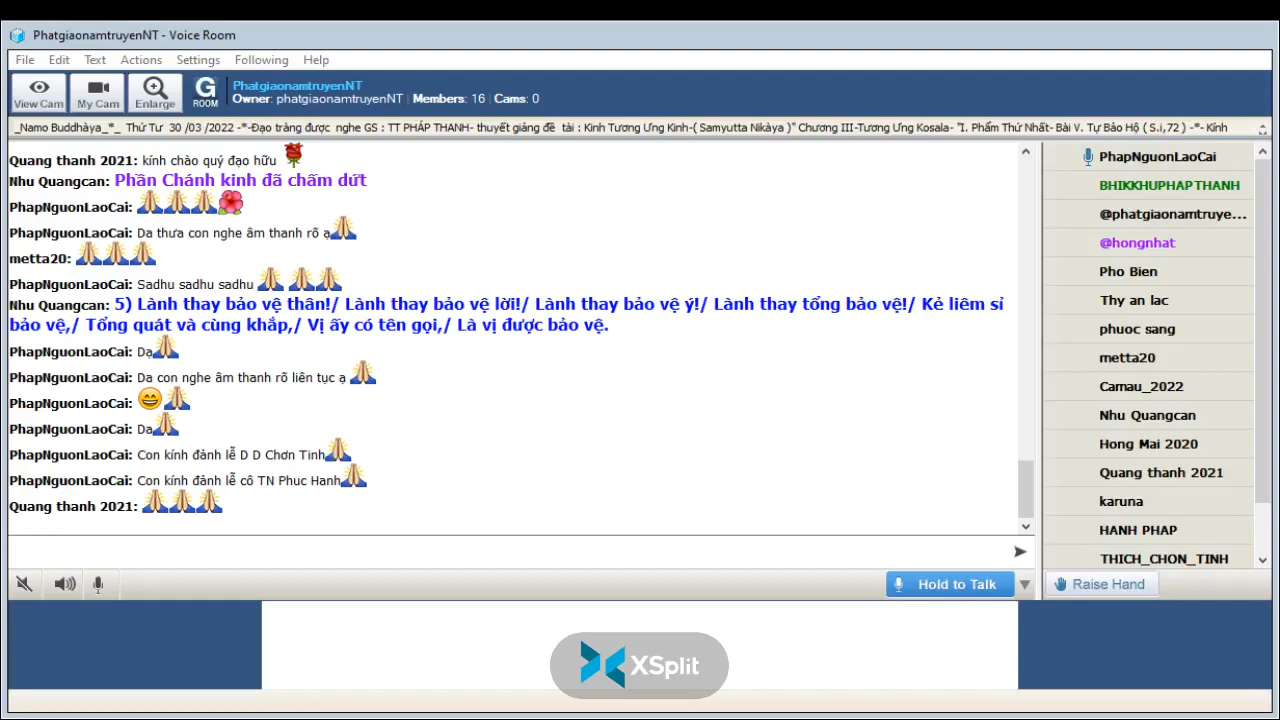 PhatgiaonamtruyenNT - Voice Room
File Edit Text Actions Settings Following Help
View Cam My Cam Enlarge G ROOM
PhatgiaonamtruyenNT
Owner: phatgiaonamtruyenNT | Members: 16 | Cams: 0
_Namo Buddhàya_*_ Thứ Tư 30 /03 /2022 -*-Đạo tràng được nghe GS : TT PHÁP THANH- thuyết giảng đề tài : Kinh Tương Ưng Kinh-( Samyutta Nikàya )" Chương III-Tương Ưng Kosala- "I. Phẩm Thứ Nhất- Bài V. Tự Bảo Hộ ( S.i,72 ) -*- Kính
Quang thanh 2021: kính chào quý đạo hữu
Nhu Quangcan: Phần Chánh kinh đã chấm dứt
PhapNguonLaoCai:
PhapNguonLaoCai: Da thưa con nghe âm thanh rõ ạ
metta20:
PhapNguonLaoCai: Sadhu sadhu sadhu
Nhu Quangcan: 5) Lành thay bảo vệ thân!/ Lành thay bảo vệ lời!/ Lành thay bảo vệ ý!/ Lành thay tổng bảo vệ!/ Kẻ liêm sỉ
bảo vệ,/ Tổng quát và cùng khắp,/ Vị ấy có tên gọi,/ Là vị được bảo vệ.
PhapNguonLaoCai: Dạ
PhapNguonLaoCai: Da con nghe âm thanh rõ liên tục ạ
PhapNguonLaoCai:
PhapNguonLaoCai: Dạ
PhapNguonLaoCai: Con kính đảnh lễ D D Chơn Tinh
PhapNguonLaoCai: Con kính đảnh lễ cô TN Phuc Hanh
Quang thanh 2021:
PhapNguonLaoCai
BHIKKHUPHAPTHANH
@phatgiaonamtruye...
@hongnhat
Pho Bien
Thy an lac
phuoc sang
metta20
Camau_2022
Nhu Quangcan
Hong Mai 2020
Quang thanh 2021
karuna
HANH PHAP
THICH_CHON_TINH
Hold to Talk
Raise Hand
XSplit